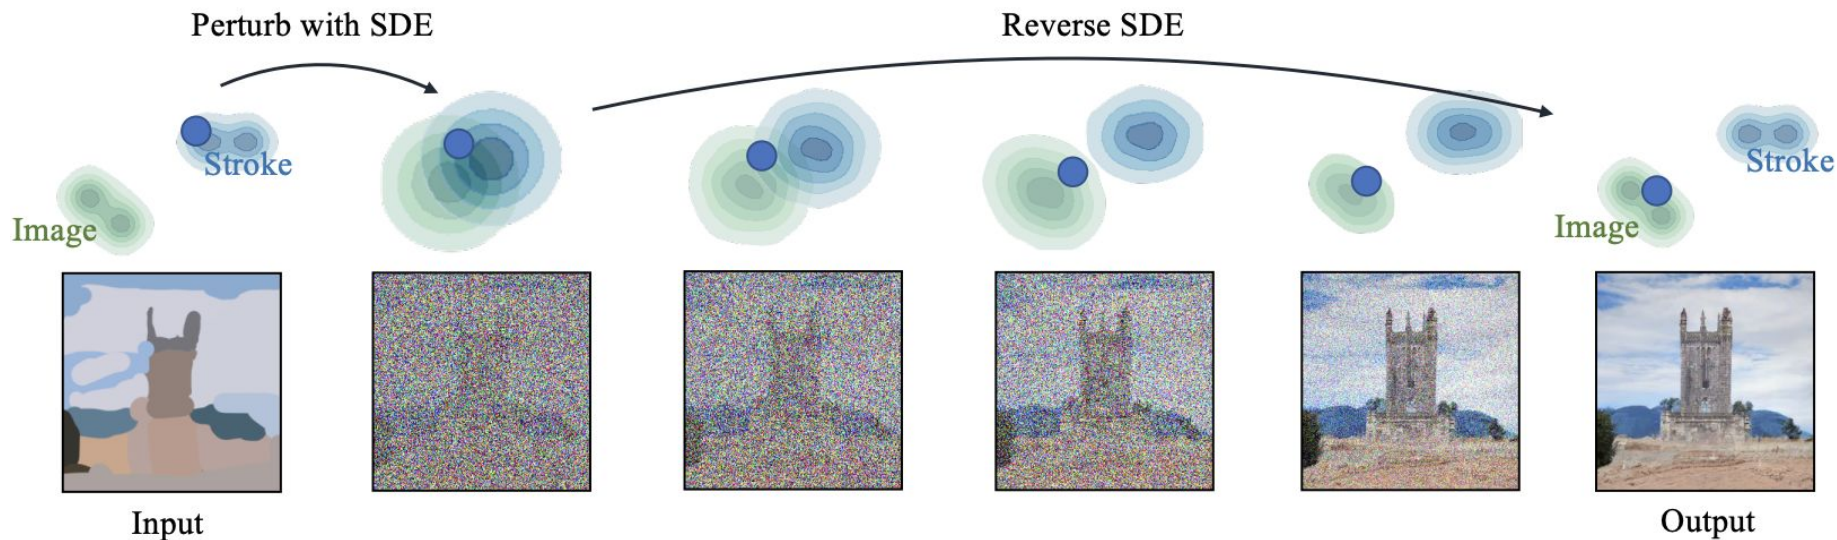 Perturb with SDE
Reverse SDE
Stroke
Image
Stroke
Image
Input
Output